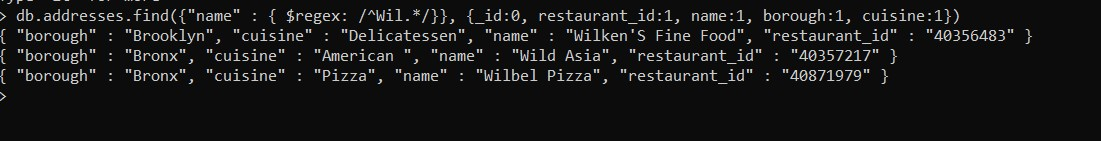 > db.addresses.find({"name" : { $regex: /^Wil.*/}}, {_id:0, restaurant_id:1, name:1, borough:1, cuisine:1})
{ "borough" : "Brooklyn", "cuisine" : "Delicatessen", "name" : "Wilken'S Fine Food", "restaurant_id" : "40356483" }
{ "borough" : "Bronx", "cuisine" : "American ", "name" : "Wild Asia", "restaurant_id" : "40357217" }
{ "borough" : "Bronx", "cuisine" : "Pizza", "name" : "Wilbel Pizza", "restaurant_id" : "40871979" }
>